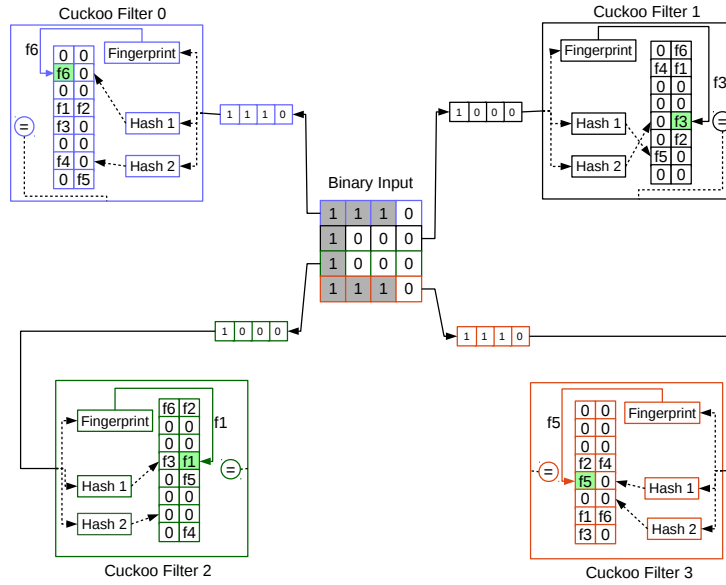 Cuckoo Filter 0
f6
Fingerprint
0 0
f6 0
0 0
f1 f2
f3 0
0 0
f4 0
0 f5
Hash 1
Hash 2
=
1 1 1 0
Cuckoo Filter 1
Fingerprint
f3
0 f6
f4 f1
0 0
0 0
0 f3
0 f2
f5 0
0 0
Hash 1
Hash 2
=
1 0 0 0
Binary Input
1 1 1 0
1 0 0 0
1 0 0 0
1 1 1 0
1 0 0 0
Fingerprint
f1
f6 f2
0 0
0 0
f3 f1
0 f5
0 0
0 0
0 f4
Hash 1
Hash 2
=
Cuckoo Filter 2
1 1 1 0
f5
Fingerprint
0 0
0 0
0 0
f2 f4
f5 0
0 0
f1 f6
f3 0
Hash 1
Hash 2
=
Cuckoo Filter 3